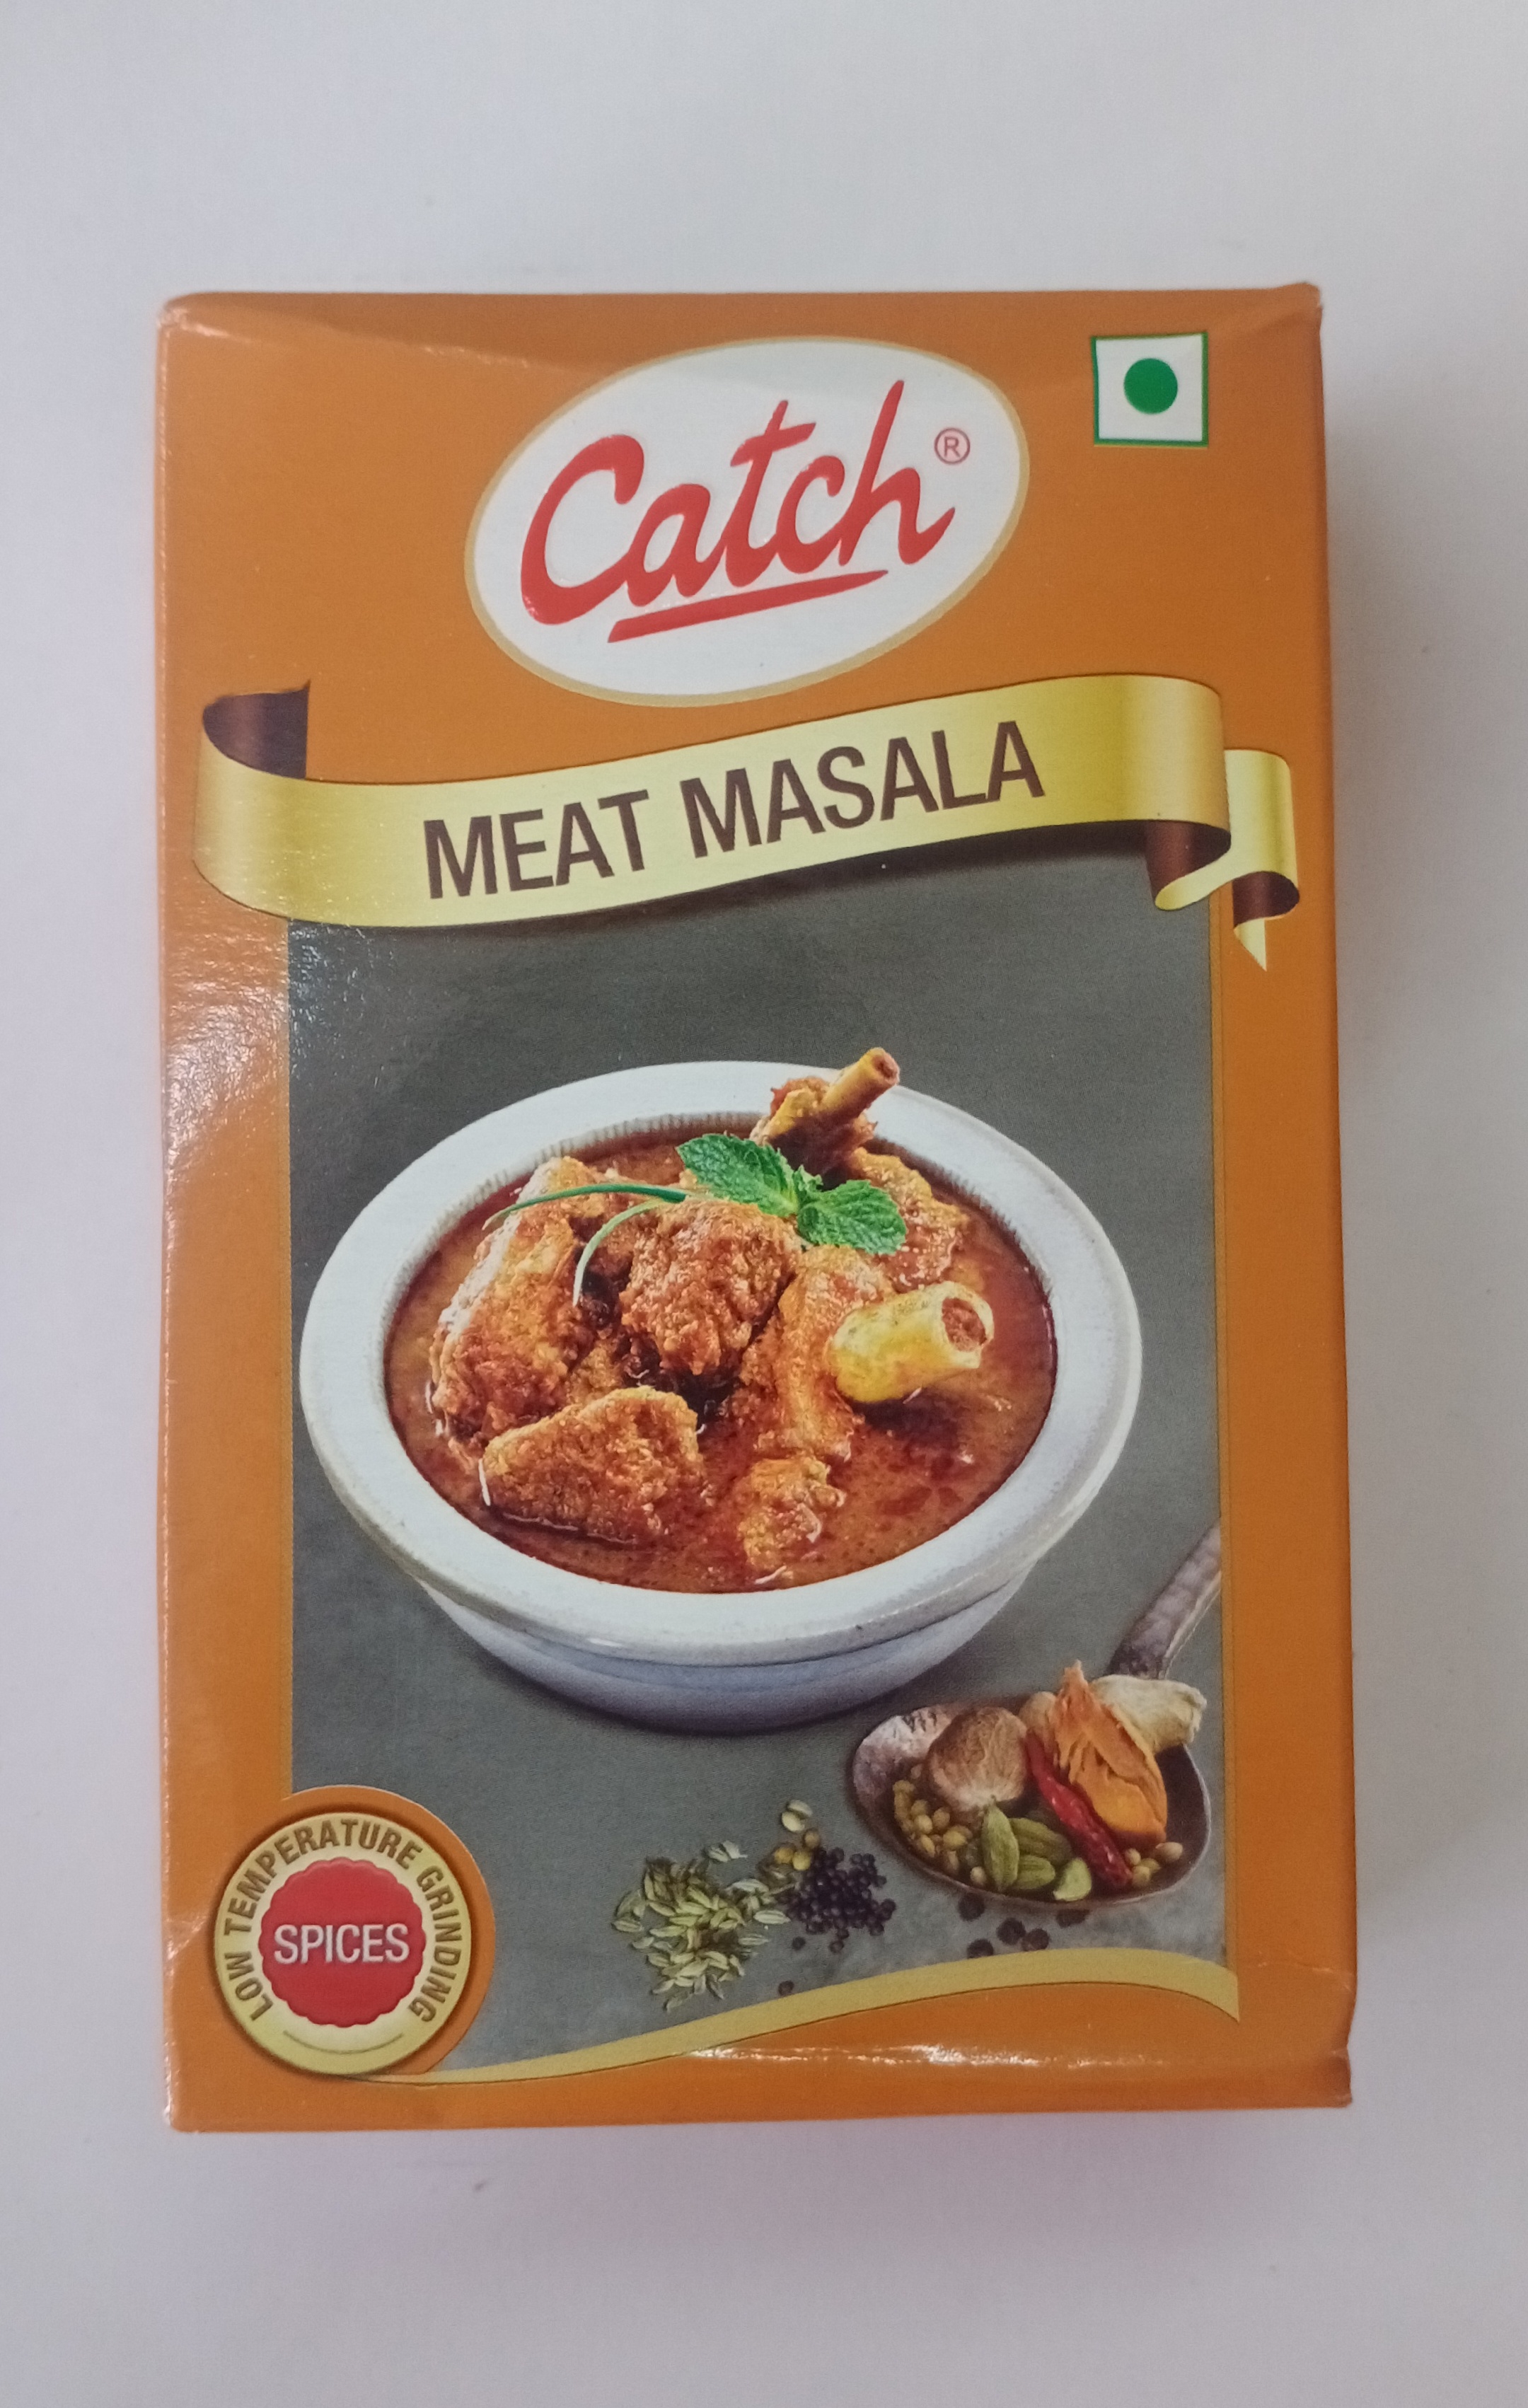 Catch®
MEAT MASALA
LOW TEMPERATURE GRINDING
SPICES